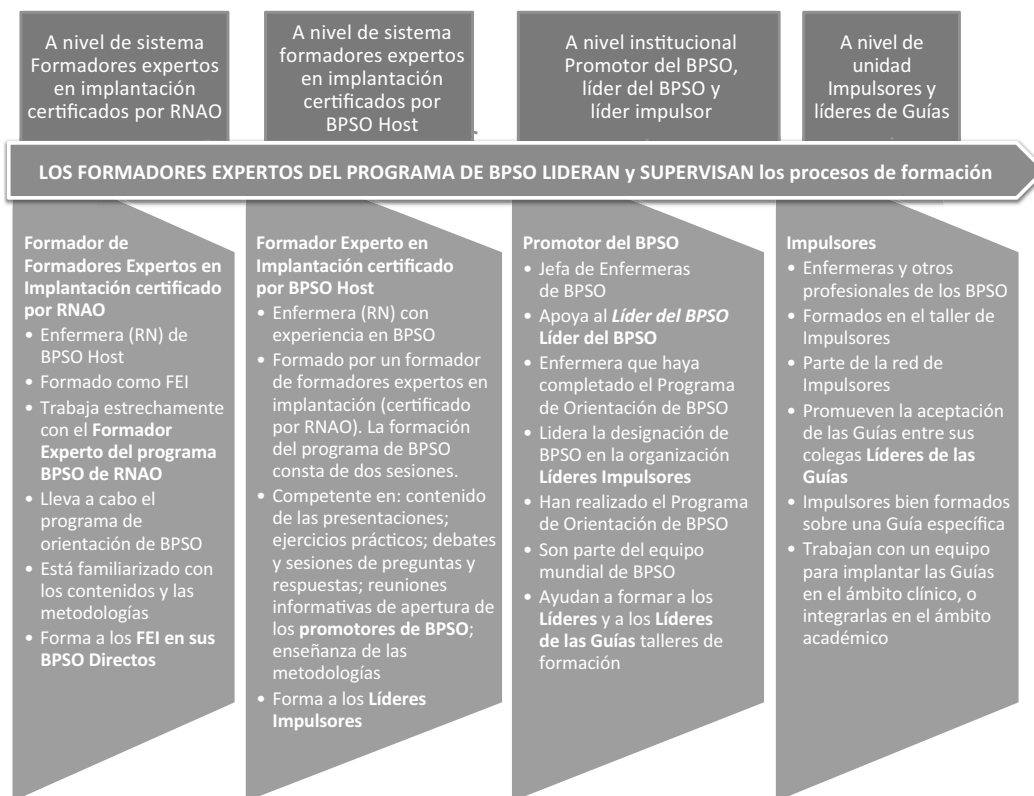 A nivel de sistema
Formadores expertos
en implantación
certificados por RNAO
A nivel de sistema
formadores expertos
en implantación
certificados por
BPSO Host
A nivel institucional
Promotor del BPSO,
líder del BPSO y
líder impulsor
A nivel de
unidad
Impulsores y
líderes de Guías
LOS FORMADORES EXPERTOS DEL PROGRAMA DE BPSO LIDERAN y SUPERVISAN los procesos de formación
Formador de
Formadores Expertos en
Implantación certificado
por RNAO
• Enfermera (RN) de
BPSO Host
• Formado como FEI
• Trabaja estrechamente
con el Formador
Experto del programa
BPSO de RNAO
• Lleva a cabo el
programa de
orientación de BPSO
• Está familiarizado con
los contenidos y las
metodologías
• Forma a los FEI en sus
BPSO Directos
Formador Experto en
Implantación certificado
por BPSO Host
• Enfermera (RN) con
experiencia en BPSO
• Formado por un formador
de formadores expertos en
implantación (certificado
por RNAO). La formación
del programa de BPSO
consta de dos sesiones.
• Competente en: contenido
de las presentaciones;
ejercicios prácticos; debates
y sesiones de preguntas y
respuestas; reuniones
informativas de apertura de
los promotores de BPSO;
enseñanza de las
metodologías
• Forma a los Líderes
Impulsores
Promotor del BPSO
• Jefa de Enfermeras
de BPSO
• Apoya al Líder del BPSO
Líder del BPSO
• Enfermera que haya
completado el Programa
de Orientación de BPSO
• Lidera la designación de
BPSO en la organización
Líderes Impulsores
• Han realizado el Programa
de Orientación de BPSO
• Son parte del equipo
mundial de BPSO
• Ayudan a formar a los
Líderes y a los Líderes
de las Guías talleres de
formación
Impulsores
• Enfermeras y otros
profesionales de los BPSO
• Formados en el taller de
Impulsores
• Parte de la red de
Impulsores
• Promueven la aceptación
de las Guías entre sus
colegas Líderes de las
Guías
• Impulsores bien formados
sobre una Guía específica
• Trabajan con un equipo
para implantar las Guías
en el ámbito clínico, o
integrarlas en el ámbito
académico